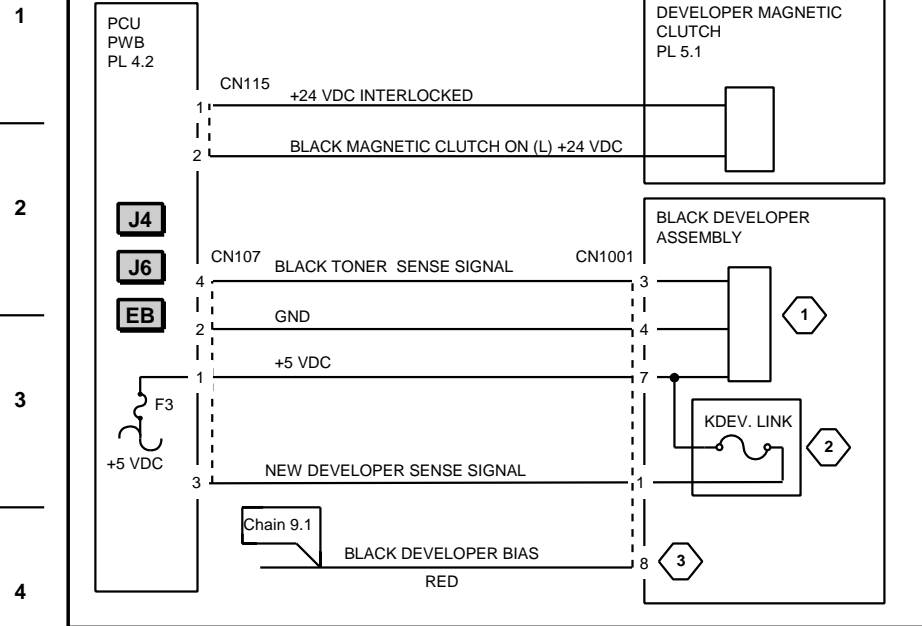 1
2
3
4
PCU
PWB
PL 4.2
DEVELOPER MAGNETIC
CLUTCH
PL 5.1
CN115
1
+24 VDC INTERLOCKED
2
BLACK MAGNETIC CLUTCH ON (L) +24 VDC
J4
J6
EB
BLACK DEVELOPER
ASSEMBLY
CN107
CN1001
4
BLACK TONER SENSE SIGNAL
3
2
GND
4
1
1
+5 VDC
7
F3
+5 VDC
KDEV. LINK
2
3
NEW DEVELOPER SENSE SIGNAL
1
Chain 9.1
BLACK DEVELOPER BIAS
RED
8
3